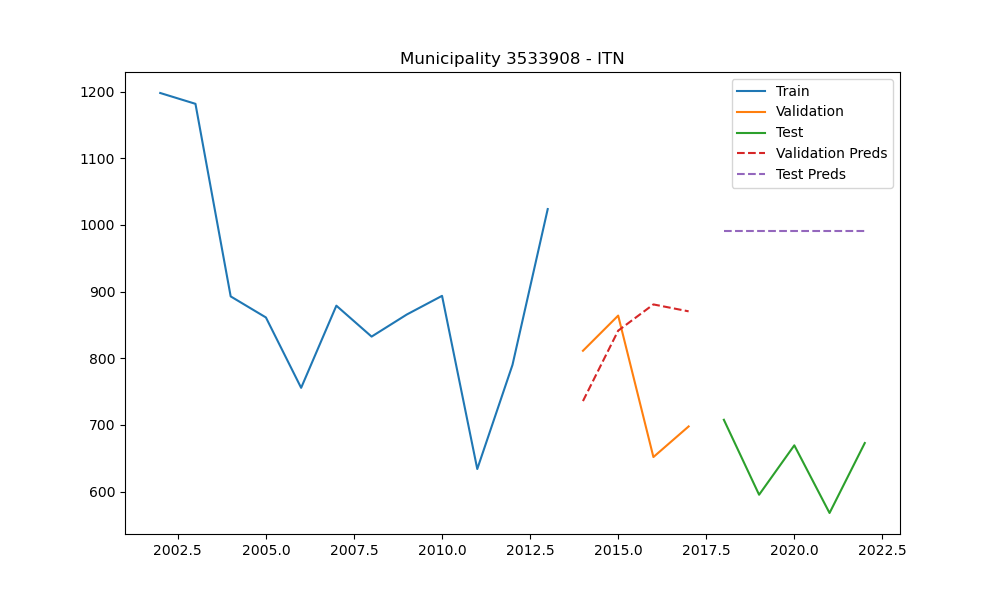 Municipality 3533908 - ITN
Train
Validation
Test
Validation Preds
Test Preds
1200
1100
1000
900
800
700
600
2002.5 2005.0 2007.5 2010.0 2012.5 2015.0 2017.5 2020.0 2022.5